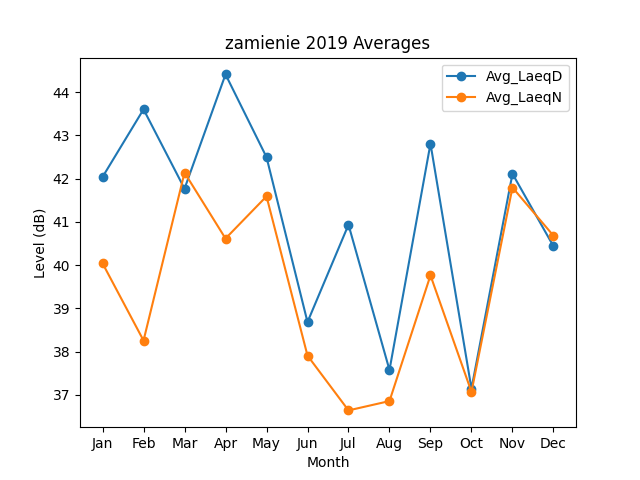 zamienie 2019 Averages
Avg_LaeqD
Avg_LaeqN
Level (dB)
44
43
42
41
40
39
38
37
Jan Feb Mar Apr May Jun Jul Aug Sep Oct Nov Dec
Month